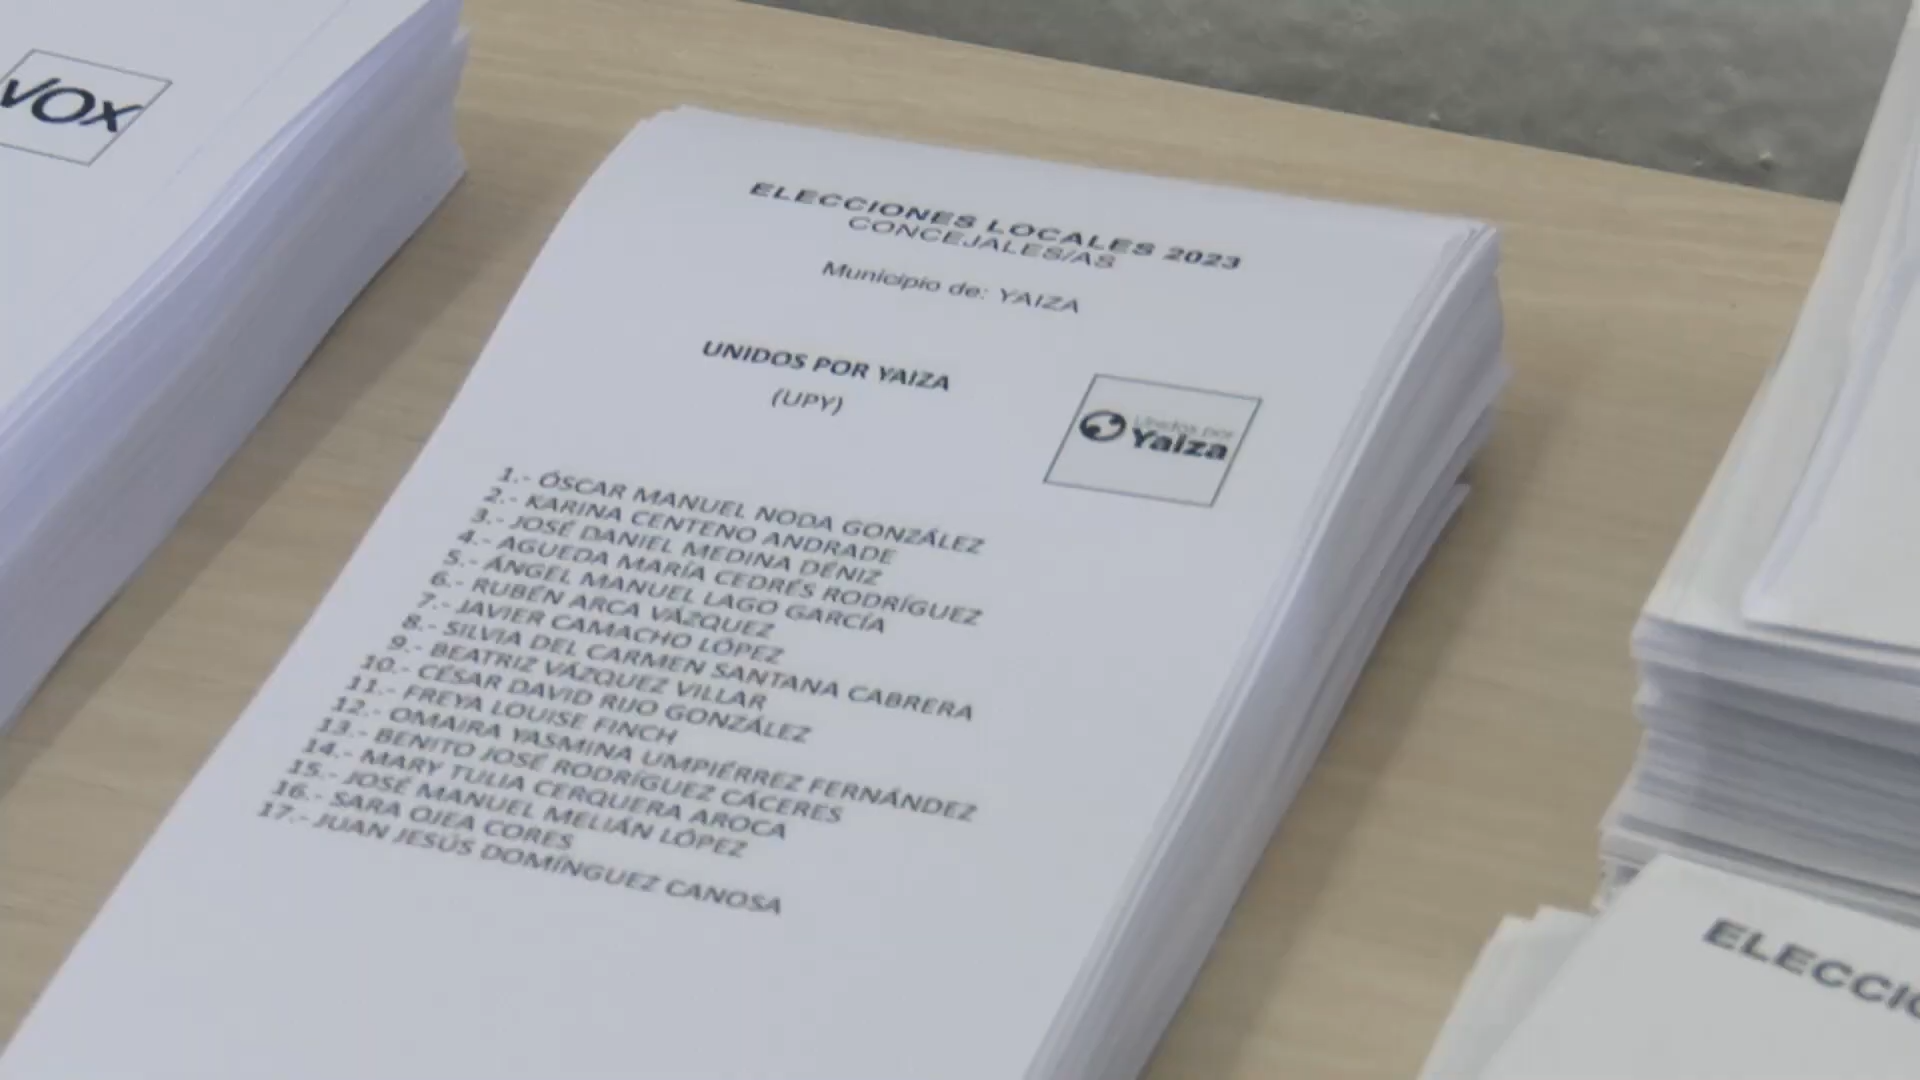 VOX
ELECCIONES LOCALES 2023
CONCEJALES/AS
Municipio de: YAIZA
UNIDOS POR YAIZA
(UPY)
Unidos por
Yaiza
1.- ÓSCAR MANUEL NODA GONZÁLEZ
2.- KARINA CENTENO ANDRADE
3.- JOSÉ DANIEL MEDINA DÉNIZ
4.- AGUEDA MARÍA CEDRÉS RODRÍGUEZ
5.- ÁNGEL MANUEL LAGO GARCÍA
6.- RUBÉN ARCA VÁZQUEZ
7.- JAVIER CAMACHO LÓPEZ
8.- SILVIA DEL CARMEN SANTANA CABRERA
9.- BEATRIZ VÁZQUEZ VILLAR
10.- CÉSAR DAVID RIJO GONZÁLEZ
11.- FREYA LOUISE FINCH
12.- OMAIRA YASMINA UMPIÉRREZ FERNÁNDEZ
13.- BENITO JOSÉ RODRÍGUEZ CÁCERES
14.- MARY TULIA CERQUERA AROCA
15.- JOSÉ MANUEL MELIÁN LÓPEZ
16.- SARA OJEA CORES
17.- JUAN JESÚS DOMÍNGUEZ CANOSA
ELECCIO